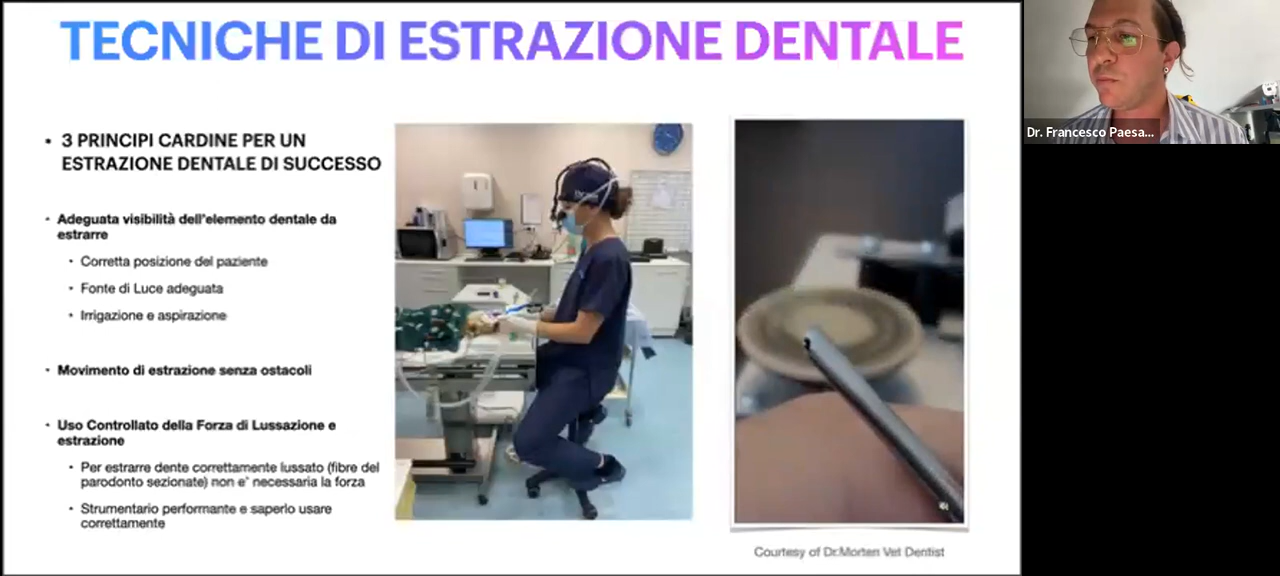 TECNICHE DI ESTRAZIONE DENTALE
• 3 PRINCIPI CARDINE PER UN
ESTRAZIONE DENTALE DI SUCCESSO
• Adeguata visibilità dell'elemento dentale da
estrarre
• Corretta posizione del paziente
• Fonte di Luce adeguata
• Irrigazione e aspirazione
• Movimento di estrazione senza ostacoli
• Uso Controllato della Forza di Lussazione e
estrazione
• Per estrarre dente correttamente lussato (fibre del
parodonto sezionate) non e' necessaria la forza
• Strumentario performante e saperlo usare
correttamente
Courtesy of Dr.Morten Vet Dentist
Dr. Francesco Paesa...